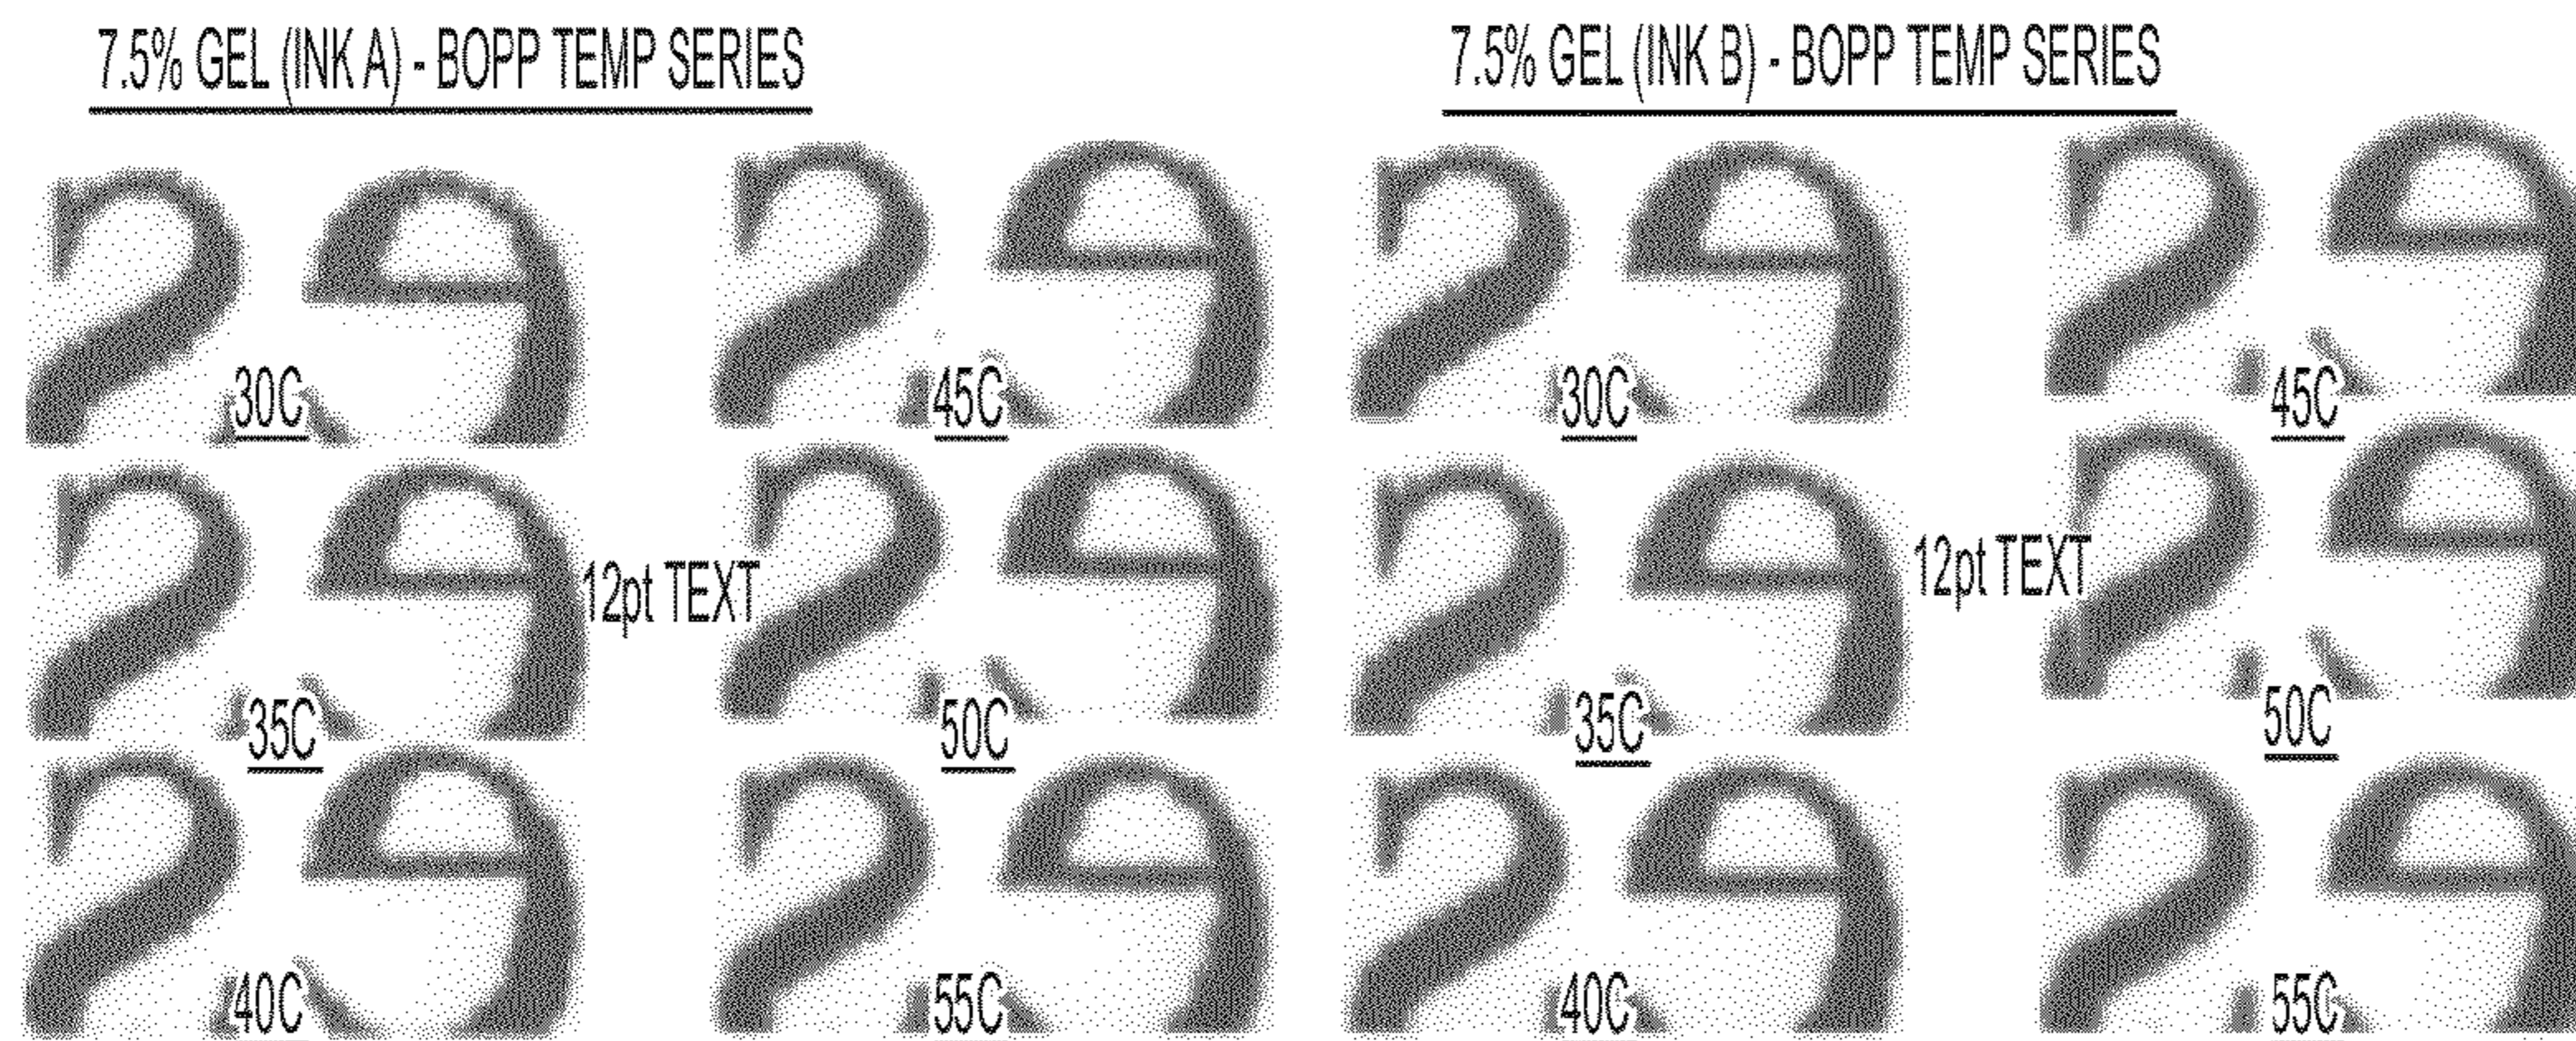 7.5% GEL (INK A) - BOPP TEMP SERIES
30C
45C
35C
12pt TEXT
50C
40C
55C
7.5% GEL (INK B) - BOPP TEMP SERIES
30C
45C
35C
12pt TEXT
50C
40C
55C